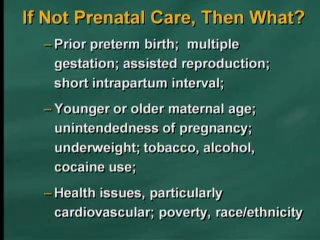 If Not Prenatal Care, Then What?
– Prior preterm birth; multiple
gestation; assisted reproduction;
short intrapartum interval;
– Younger or older maternal age;
unintendedness of pregnancy;
underweight; tobacco, alcohol,
cocaine use;
– Health issues, particularly
cardiovascular; poverty, race/ethnicity